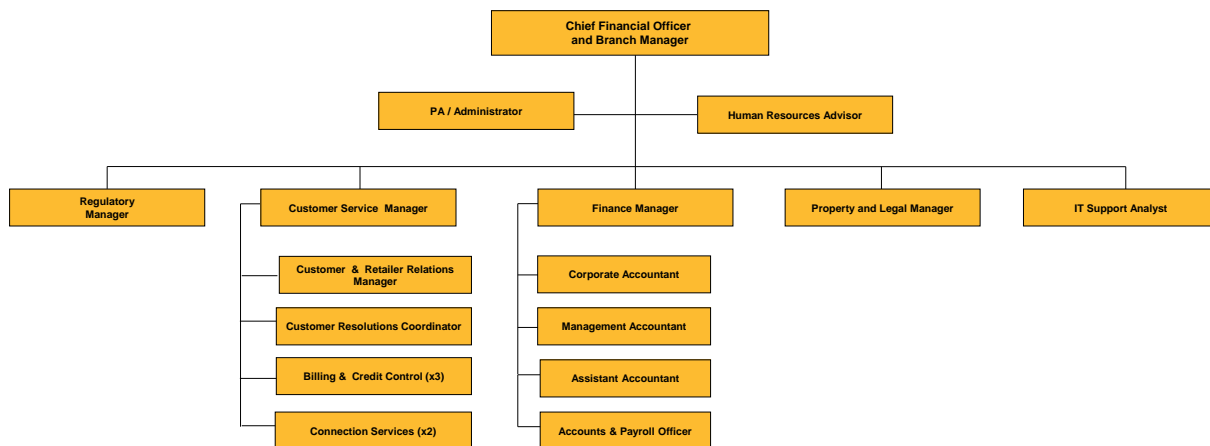 Chief Financial Officer
and Branch Manager
PA / Administrator
Human Resources Advisor
Regulatory
Manager
Customer Service Manager
Finance Manager
Property and Legal Manager
IT Support Analyst
Customer & Retailer Relations
Manager
Corporate Accountant
Customer Resolutions Coordinator
Management Accountant
Billing & Credit Control (x3)
Assistant Accountant
Connection Services (x2)
Accounts & Payroll Officer